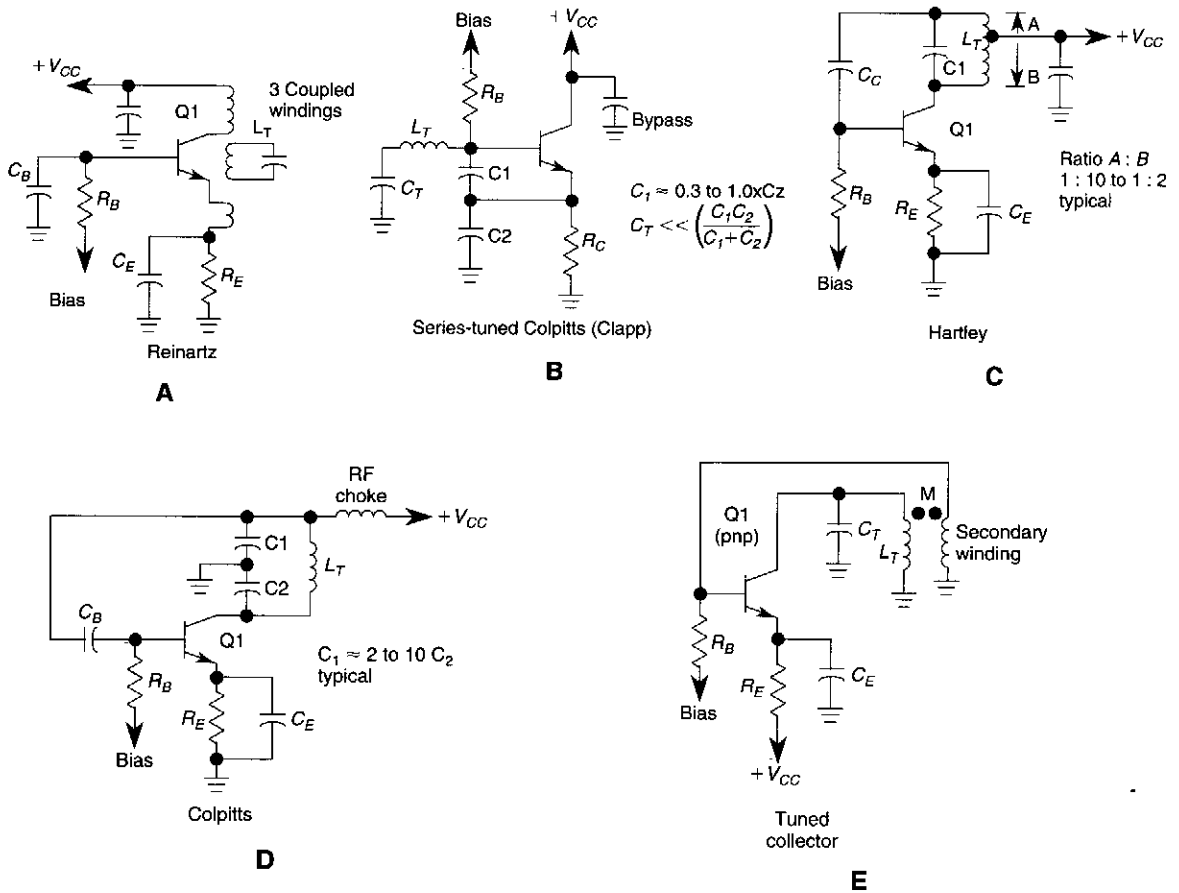 +V_CC
Q1
3 Coupled
windings
L_T
C_B
R_B
C_E
R_E
Bias
Reinartz
A
Bias
+V_CC
R_B
Bypass
L_T
C_T
C1
C2
R_C
C_1 ≈ 0.3 to 1.0xCz
C_T << (C_1C_2 / C_1+C_2)
Series-tuned Colpitts (Clapp)
B
A
L_T
+V_CC
C1
B
C_C
Q1
R_B
R_E
C_E
Ratio A : B
1 : 10 to 1 : 2
typical
Bias
Hartfey
C
RF
choke
+V_CC
C1
L_T
C2
C_B
Q1
R_B
C_1 ≈ 2 to 10 C_2
typical
R_E
C_E
Bias
Colpitts
D
M
Q1
(pnp)
C_T
L_T
Secondary
winding
R_B
R_E
C_E
Bias
+V_CC
Tuned
collector
E